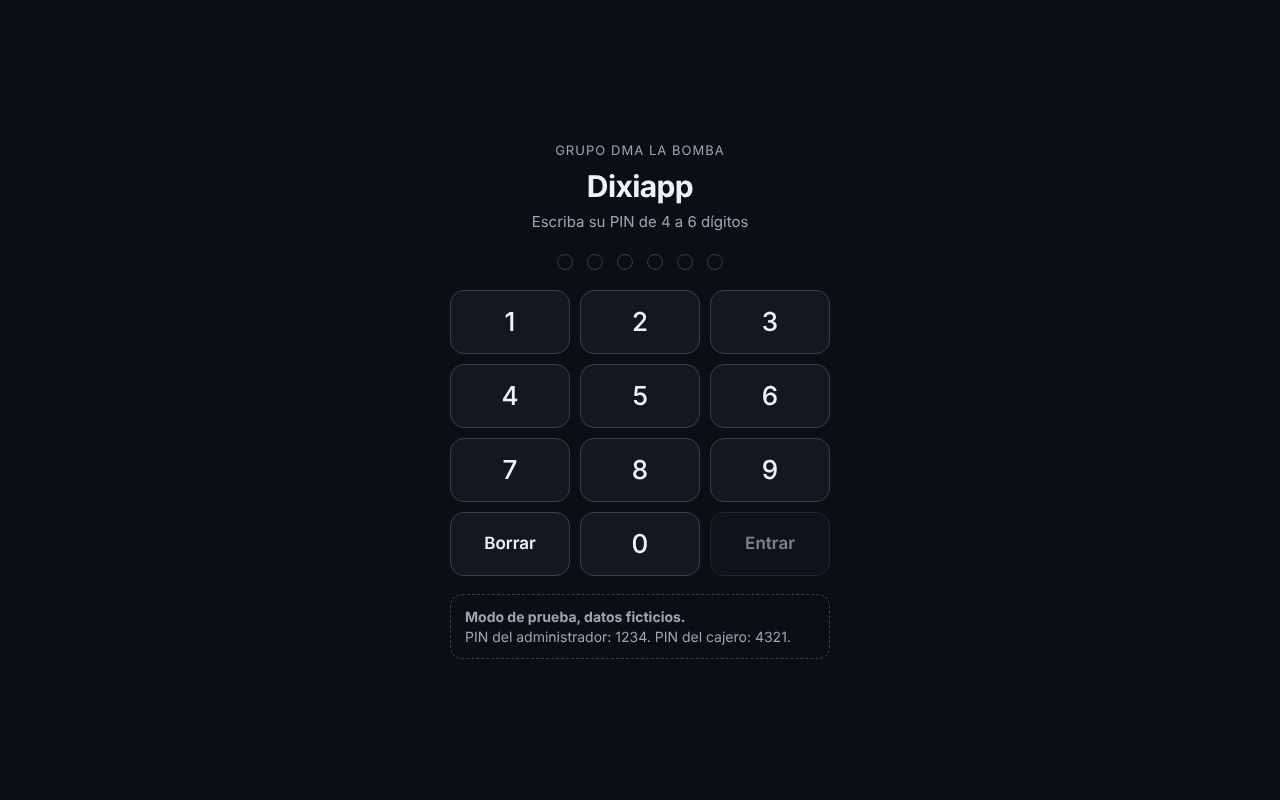 GRUPO DMA LA BOMBA
Dixiapp
Escriba su PIN de 4 a 6 dígitos
1 2 3
4 5 6
7 8 9
Borrar 0 Entrar
Modo de prueba, datos ficticios.
PIN del administrador: 1234. PIN del cajero: 4321.